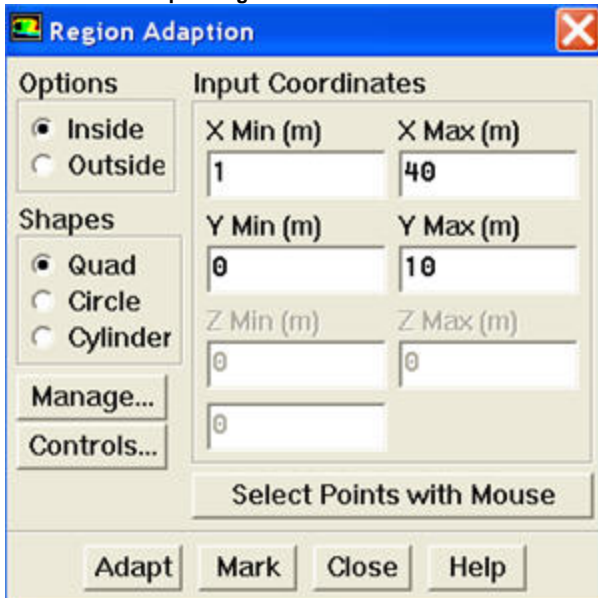 Region Adaption
Options
Inside
Outside
Shapes
Quad
Circle
Cylinder
Manage...
Controls...
Input Coordinates
X Min (m) X Max (m)
1 40
Y Min (m) Y Max (m)
0 10
Z Min (m) Z Max (m)
0 0
0
Select Points with Mouse
Adapt Mark Close Help